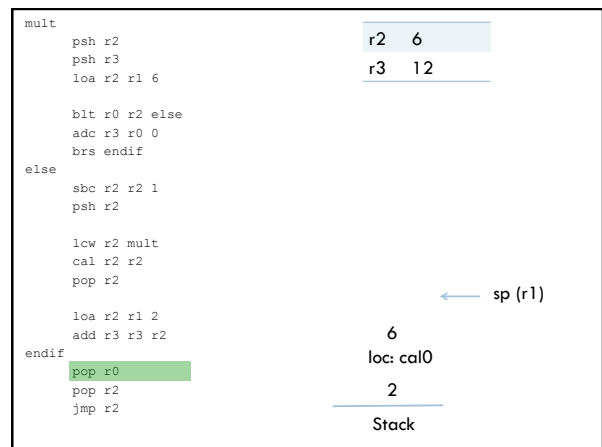 mult
psh r2
psh r3
loa r2 r1 6
blt r0 r2 else
adc r3 r0 0
brs endif
else
sbc r2 r2 1
psh r2
lcw r2 mult
cal r2 r2
pop r2
loa r2 r1 2
add r3 r3 r2
endif
pop r0
pop r2
jmp r2
r2 6
r3 12
sp (r1)
6
loc: cal0
2
Stack